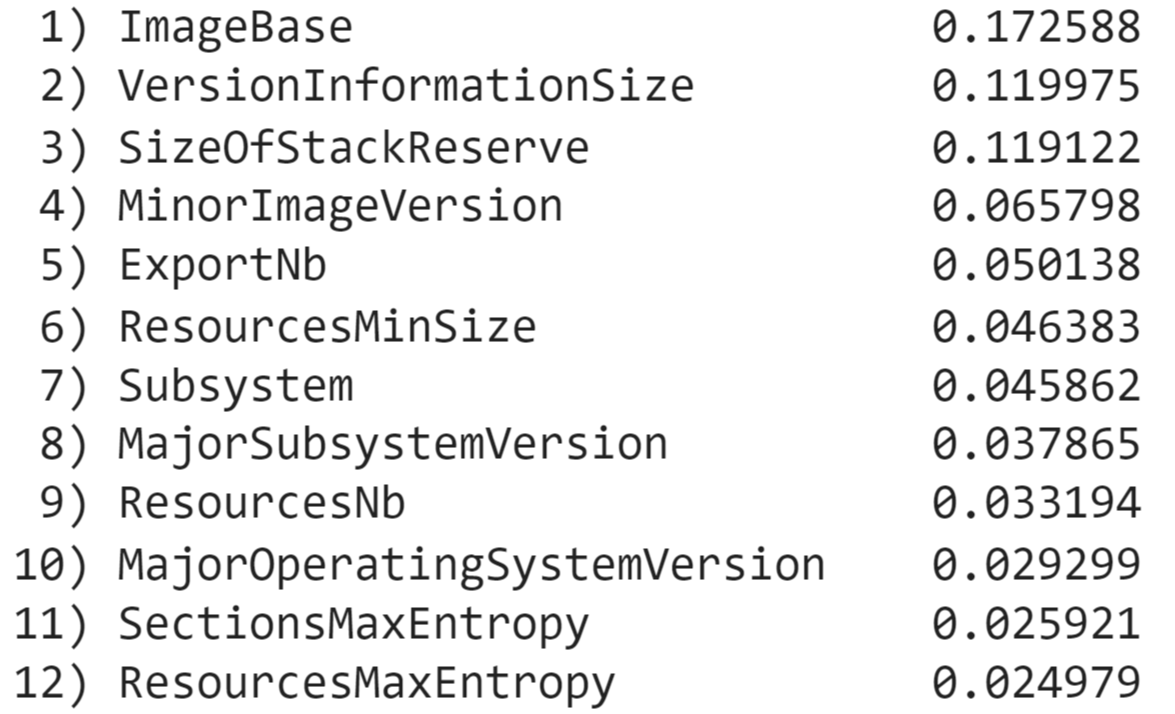 1) ImageBase 0.172588
2) VersionInformationSize 0.119975
3) SizeOfStackReserve 0.119122
4) MinorImageVersion 0.065798
5) ExportNb 0.050138
6) ResourcesMinSize 0.046383
7) Subsystem 0.045862
8) MajorSubsystemVersion 0.037865
9) ResourcesNb 0.033194
10) MajorOperatingSystemVersion 0.029299
11) SectionsMaxEntropy 0.025921
12) ResourcesMaxEntropy 0.024979